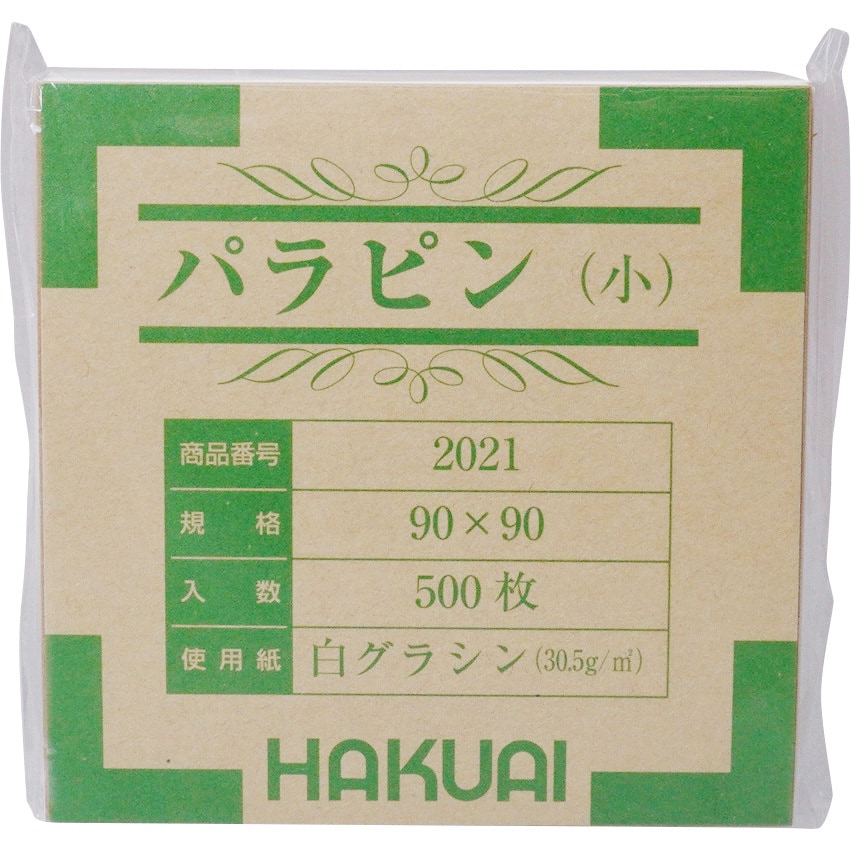 パラピン（小）
商品番号 2021
規格 90×90
入数 500枚
使用紙 白グラシン(30.5g/㎡)
HAKUAI